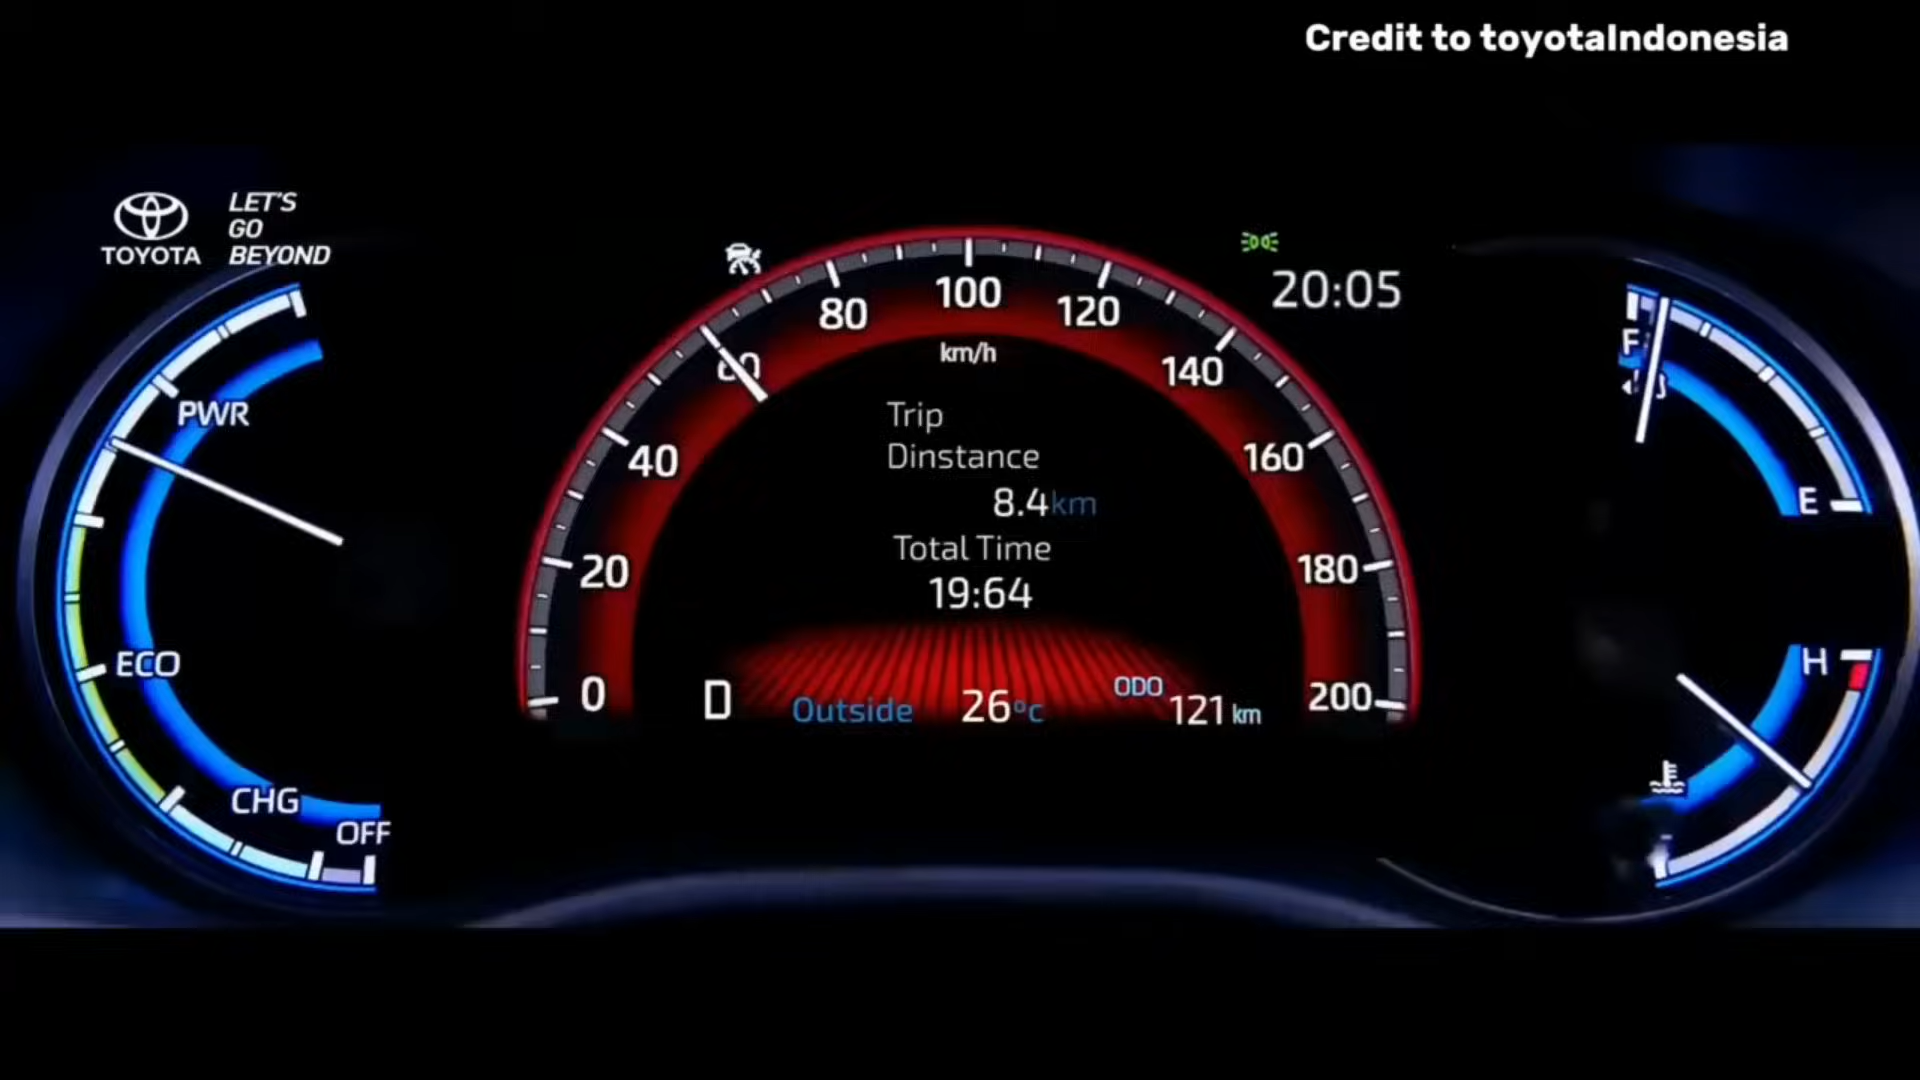 Credit to toyotaIndonesia
TOYOTA
LET'S
GO
BEYOND
20:05
PWR
ECO
CHG
OFF
0
20
40
60
80
100
120
140
160
180
200
km/h
Trip
Dinstance
8.4km
Total Time
19:64
D
Outside
26°c
ODO
121 km
F
E
H